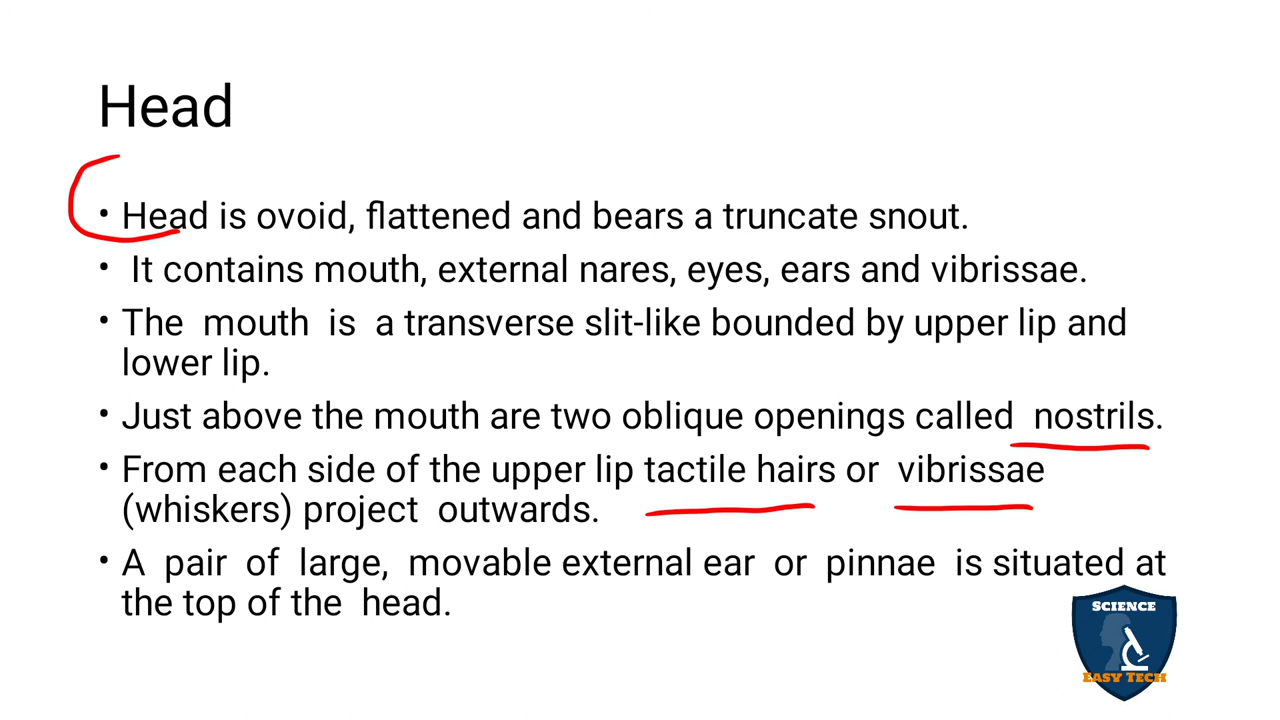 Head
• Head is ovoid, flattened and bears a truncate snout.
• It contains mouth, external nares, eyes, ears and vibrissae.
• The mouth is a transverse slit-like bounded by upper lip and
lower lip.
• Just above the mouth are two oblique openings called nostrils.
• From each side of the upper lip tactile hairs or vibrissae
(whiskers) project outwards.
• A pair of large, movable external ear or pinnae is situated at
the top of the head.
SCIENCE
EASY TECH